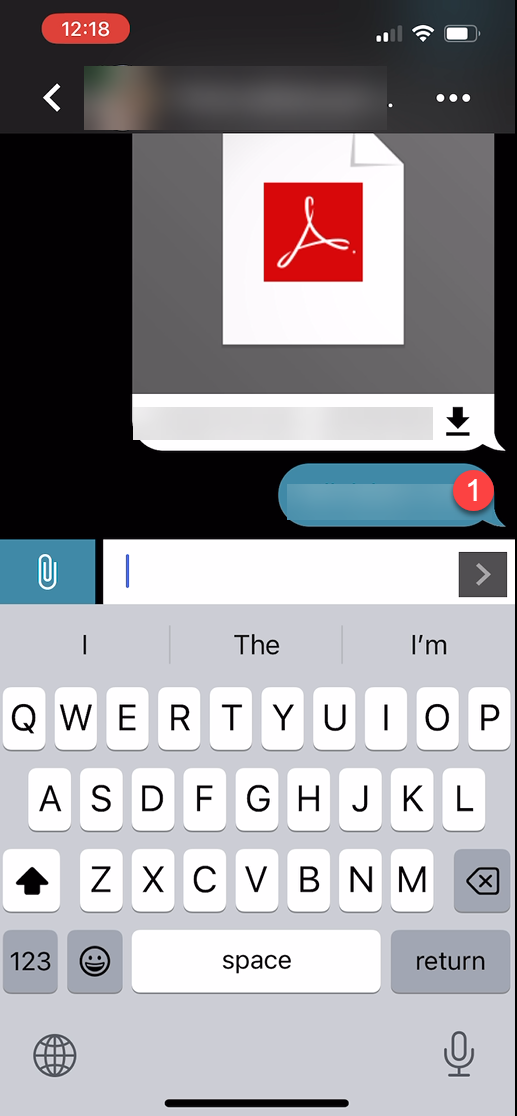 12:18
.
1
I The I’m
Q W E R T Y U I O P
A S D F G H J K L
Z X C V B N M
123 space return